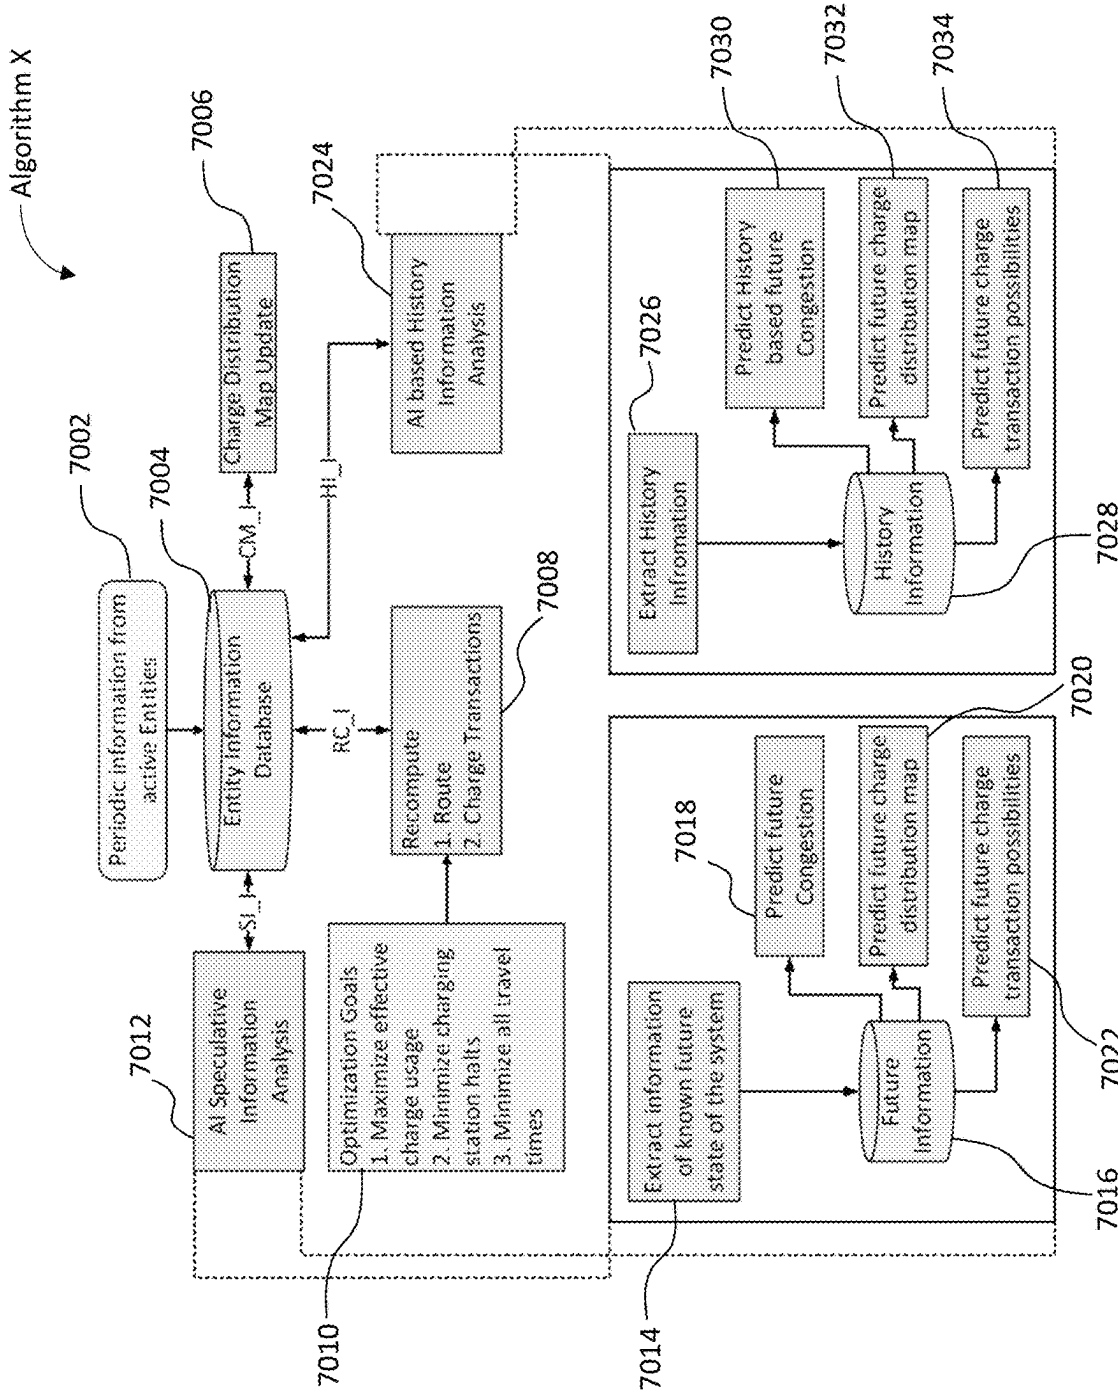 Algorithm X
7002
Periodic information from
active Entities
7004
Entity Information
Database
7006
Charge Distribution
Map Update
CM_I
SI_I
RC_I
HI_I
7012
AI Speculative
Information
Analysis
7010
Optimization Goals
1. Maximize effective
charge usage
2. Minimize charging
station halts
3. Minimize all travel
times
7008
Recompute
1. Route
2. Charge Transactions
7024
AI based History
Information
Analysis
7014
Extract information
of known future
state of the system
7016
Future
Information
7018
Predict future
Congestion
7020
Predict future charge
distribution map
7022
Predict future charge
transaction possibilities
7026
Extract History
Infromation
7028
History
Information
7030
Predict History
based future
Congestion
7032
Predict future charge
distribution map
7034
Predict future charge
transaction possibilities